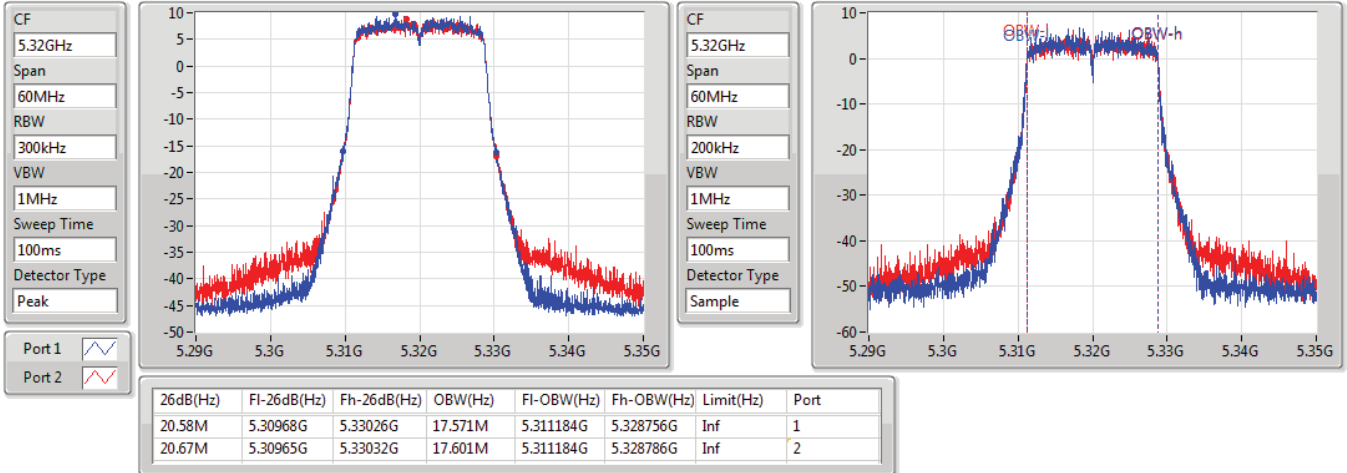 CF
5.32GHz
Span
60MHz
RBW
300kHz
VBW
1MHz
Sweep Time
100ms
Detector Type
Peak
Port 1
Port 2
10
5
0
-5
-10
-15
-20
-25
-30
-35
-40
-45
-50
5.29G 5.3G 5.31G 5.32G 5.33G 5.34G 5.35G
CF
5.32GHz
Span
60MHz
RBW
200kHz
VBW
1MHz
Sweep Time
100ms
Detector Type
Sample
10
0
-10
-20
-30
-40
-50
-60
OBW-h
5.29G 5.3G 5.31G 5.32G 5.33G 5.34G 5.35G
26dB(Hz) Fl-26dB(Hz) Fh-26dB(Hz) OBW(Hz) Fl-OBW(Hz) Fh-OBW(Hz) Limit(Hz) Port
20.58M 5.30968G 5.33026G 17.571M 5.311184G 5.328756G Inf 1
20.67M 5.30965G 5.33032G 17.601M 5.311184G 5.328786G Inf 2